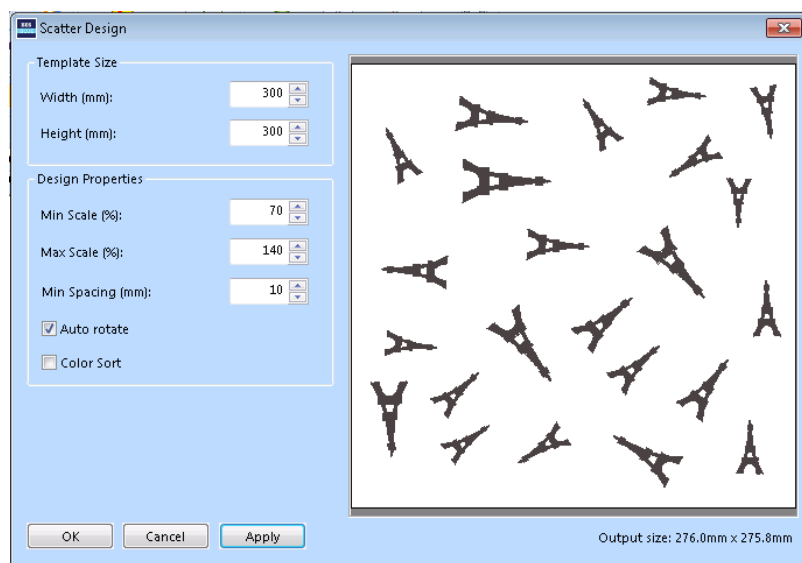 Scatter Design
Template Size
Width (mm): 300
Height (mm): 300
Design Properties
Min Scale (%): 70
Max Scale (%): 140
Min Spacing (mm): 10
Auto rotate
Color Sort
OK Cancel Apply
Output size: 276.0mm x 275.8mm